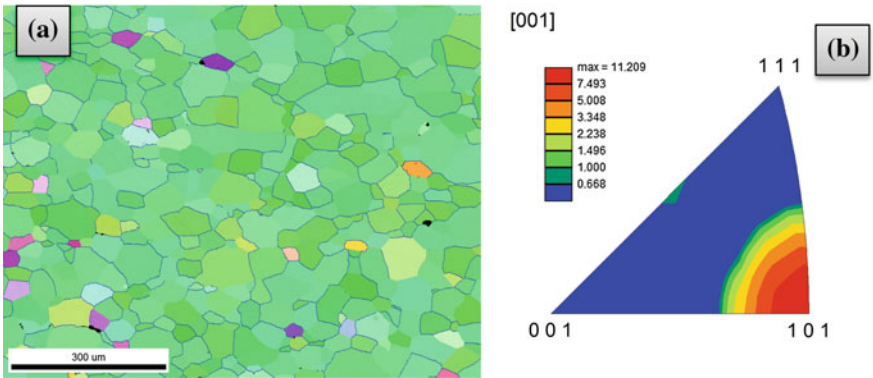 (a)
300 um
[001]
(b)
max = 11.209
7.493
5.008
3.348
2.238
1.496
1.000
0.668
1 1 1
0 0 1
1 0 1